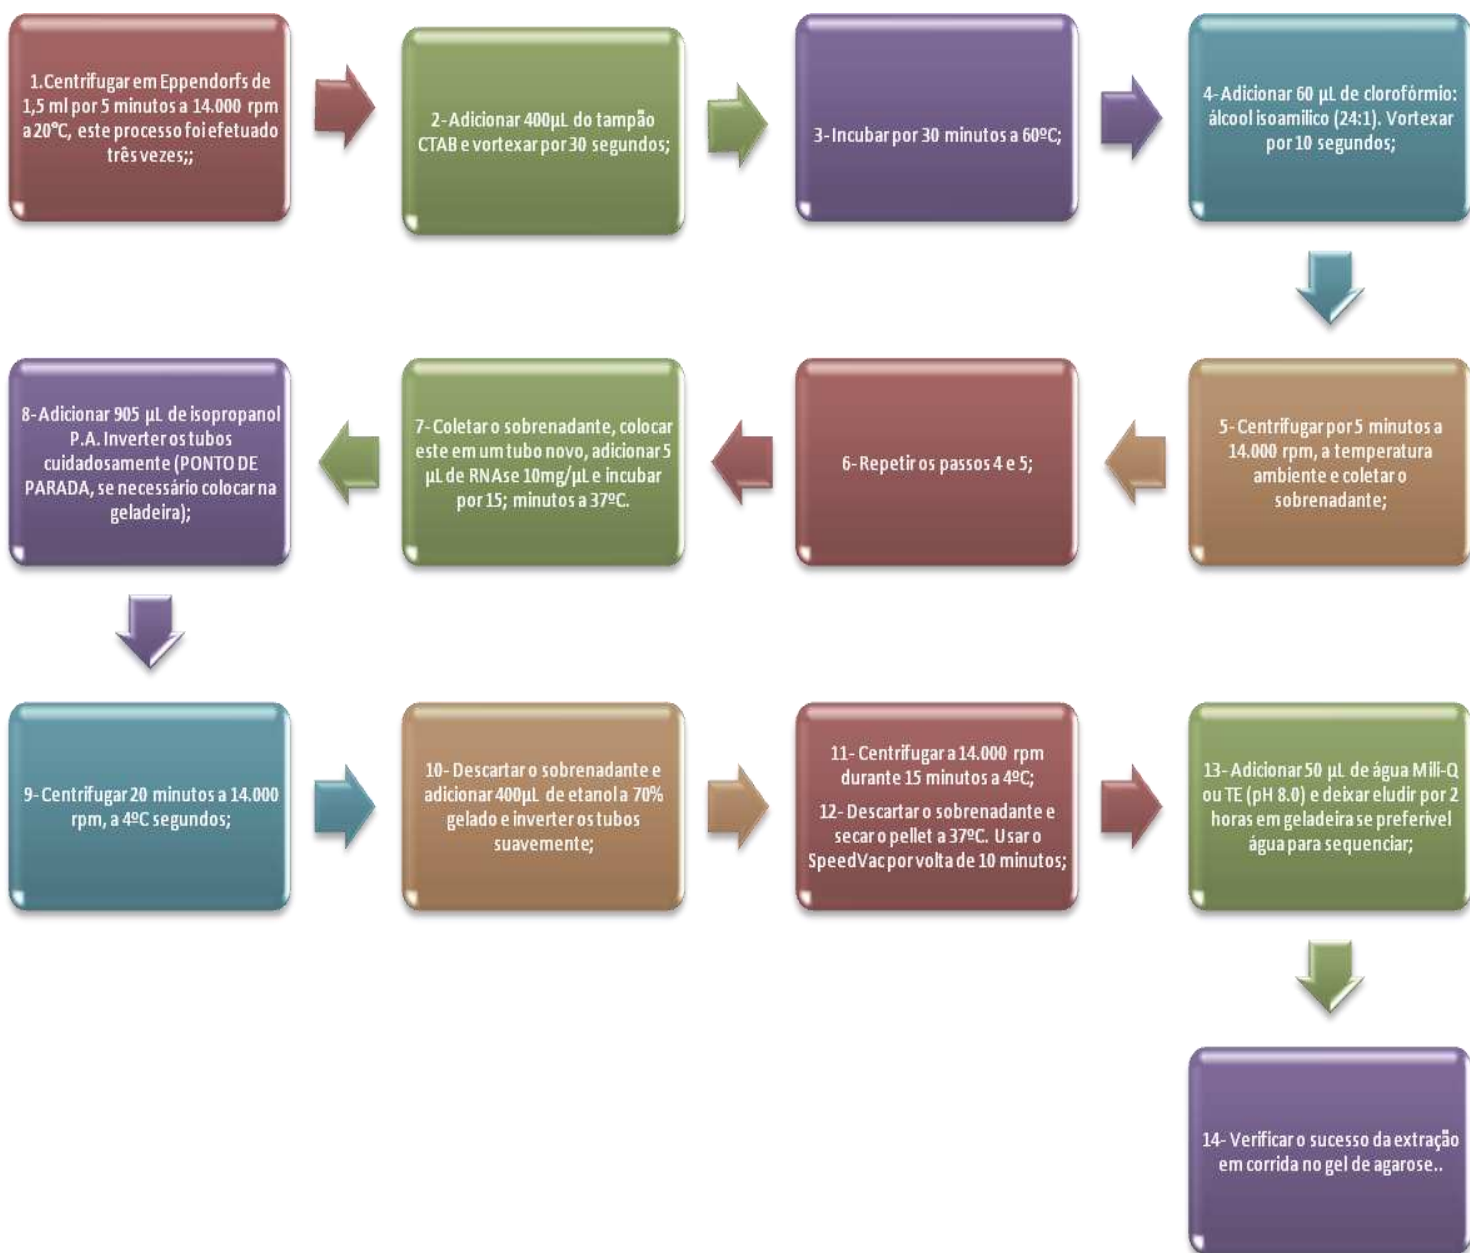 1.Centrifugar em Eppendorfs de
1,5 ml por 5 minutos a 14.000 rpm
a 20°C, este processo foi efetuado
três vezes;;
2- Adicionar 400µL do tampão
CTAB e vortexar por 30 segundos;
3- Incubar por 30 minutos a 60ºC;
4- Adicionar 60 µL de clorofórmio:
álcool isoamilico (24:1). Vortexar
por 10 segundos;
5- Centrifugar por 5 minutos a
14.000 rpm, a temperatura
ambiente e coletar o
sobrenadante;
6- Repetir os passos 4 e 5;
7- Coletar o sobrenadante, colocar
este em um tubo novo, adicionar 5
µL de RNAse 10mg/µL e incubar
por 15; minutos a 37ºC.
8- Adicionar 905 µL de isopropanol
P.A. Inverter os tubos
cuidadosamente (PONTO DE
PARADA, se necessário colocar na
geladeira);
9- Centrifugar 20 minutos a 14.000
rpm, a 4ºC segundos;
10- Descartar o sobrenadante e
adicionar 400µL de etanol a 70%
gelado e inverter os tubos
suavemente;
11- Centrifugar a 14.000 rpm
durante 15 minutos a 4ºC;
12- Descartar o sobrenadante e
secar o pellet a 37ºC. Usar o
SpeedVac por volta de 10 minutos;
13- Adicionar 50 µL de água Mili-Q
ou TE (pH 8.0) e deixar eludir por 2
horas em geladeira se preferivel
água para sequenciar;
14- Verificar o sucesso da extração
em corrida no gel de agarose..